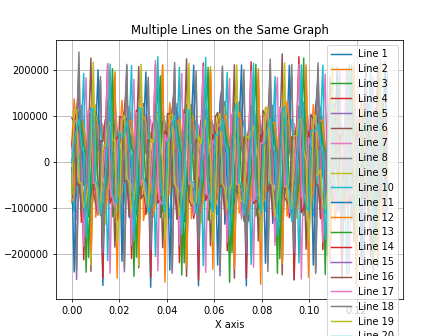 Multiple Lines on the Same Graph
200000
100000
0
−100000
−200000
0.00
0.02
0.04
0.06
0.08
0.10
X axis
Line 1
Line 2
Line 3
Line 4
Line 5
Line 6
Line 7
Line 8
Line 9
Line 10
Line 11
Line 12
Line 13
Line 14
Line 15
Line 16
Line 17
Line 18
Line 19
Line 20